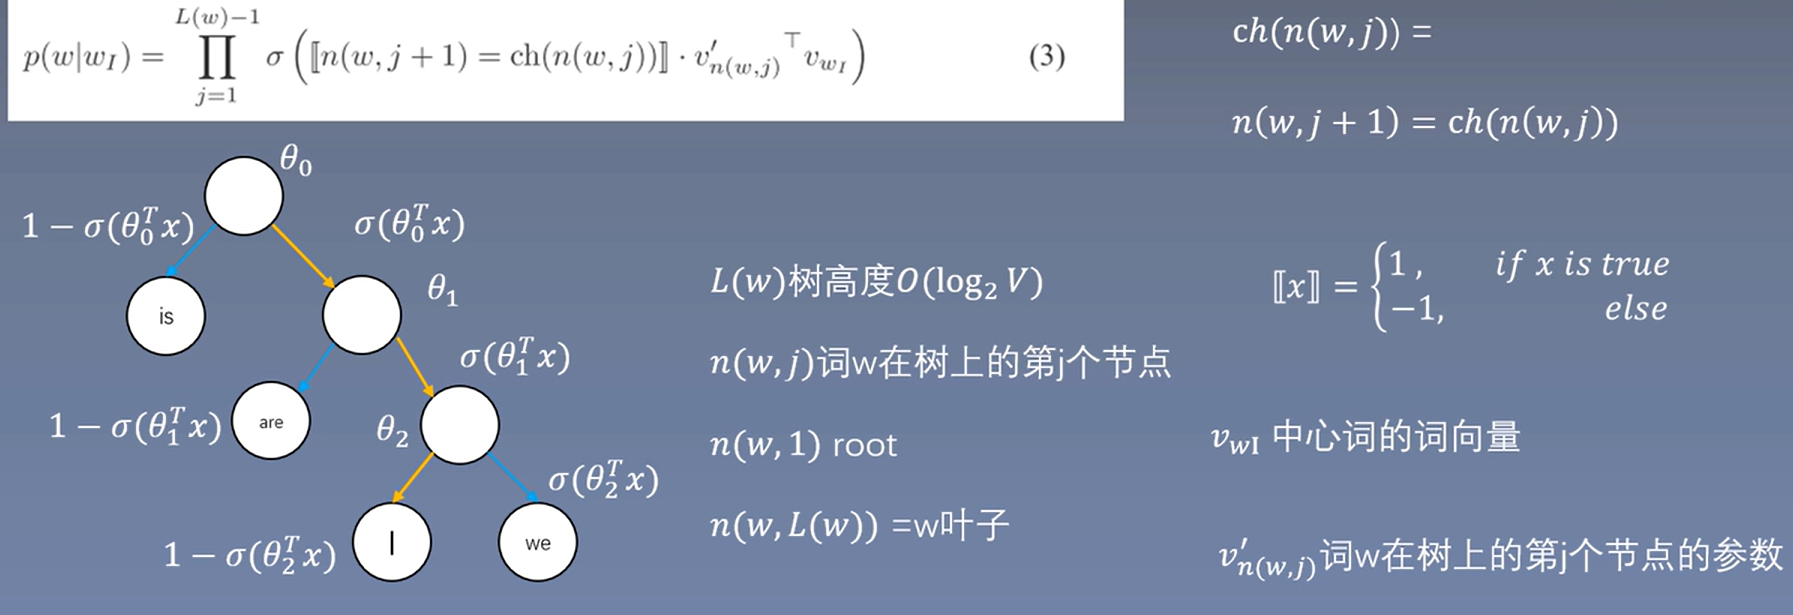 p(w|w_I) = ∏_{j=1}^{L(w)−1} σ(⟦n(w, j + 1) = ch(n(w, j))⟧ · v′_{n(w,j)}^⊤ v_{w_I}) (3)
ch(n(w, j)) =
n(w, j + 1) = ch(n(w, j))
θ_0
1 − σ(θ_0^T x)
σ(θ_0^T x)
is
θ_1
σ(θ_1^T x)
1 − σ(θ_1^T x)
are
θ_2
σ(θ_2^T x)
1 − σ(θ_2^T x)
I
we
L(w)树高度O(log_2 V)
n(w, j)词w在树上的第j个节点
n(w, 1) root
n(w, L(w)) =w叶子
⟦x⟧ = { 1 , if x is true
−1, else
v_{wI} 中心词的词向量
v′_{n(w,j)}词w在树上的第j个节点的参数